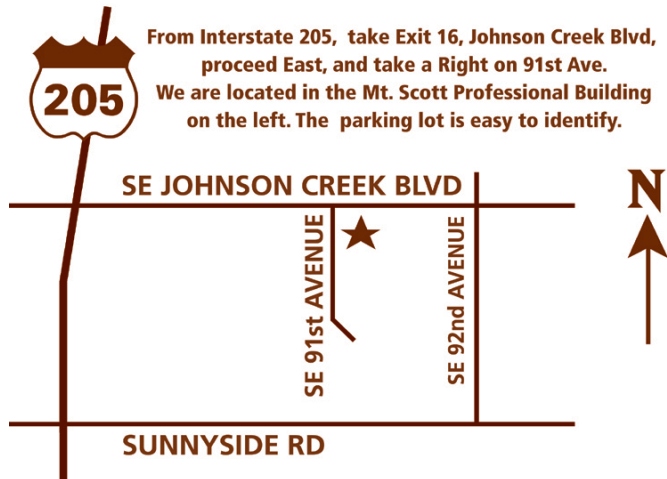 From Interstate 205, take Exit 16, Johnson Creek Blvd,
proceed East, and take a Right on 91st Ave.
We are located in the Mt. Scott Professional Building
on the left. The parking lot is easy to identify.
205
SE JOHNSON CREEK BLVD
N
SE 91st AVENUE
SE 92nd AVENUE
SUNNYSIDE RD